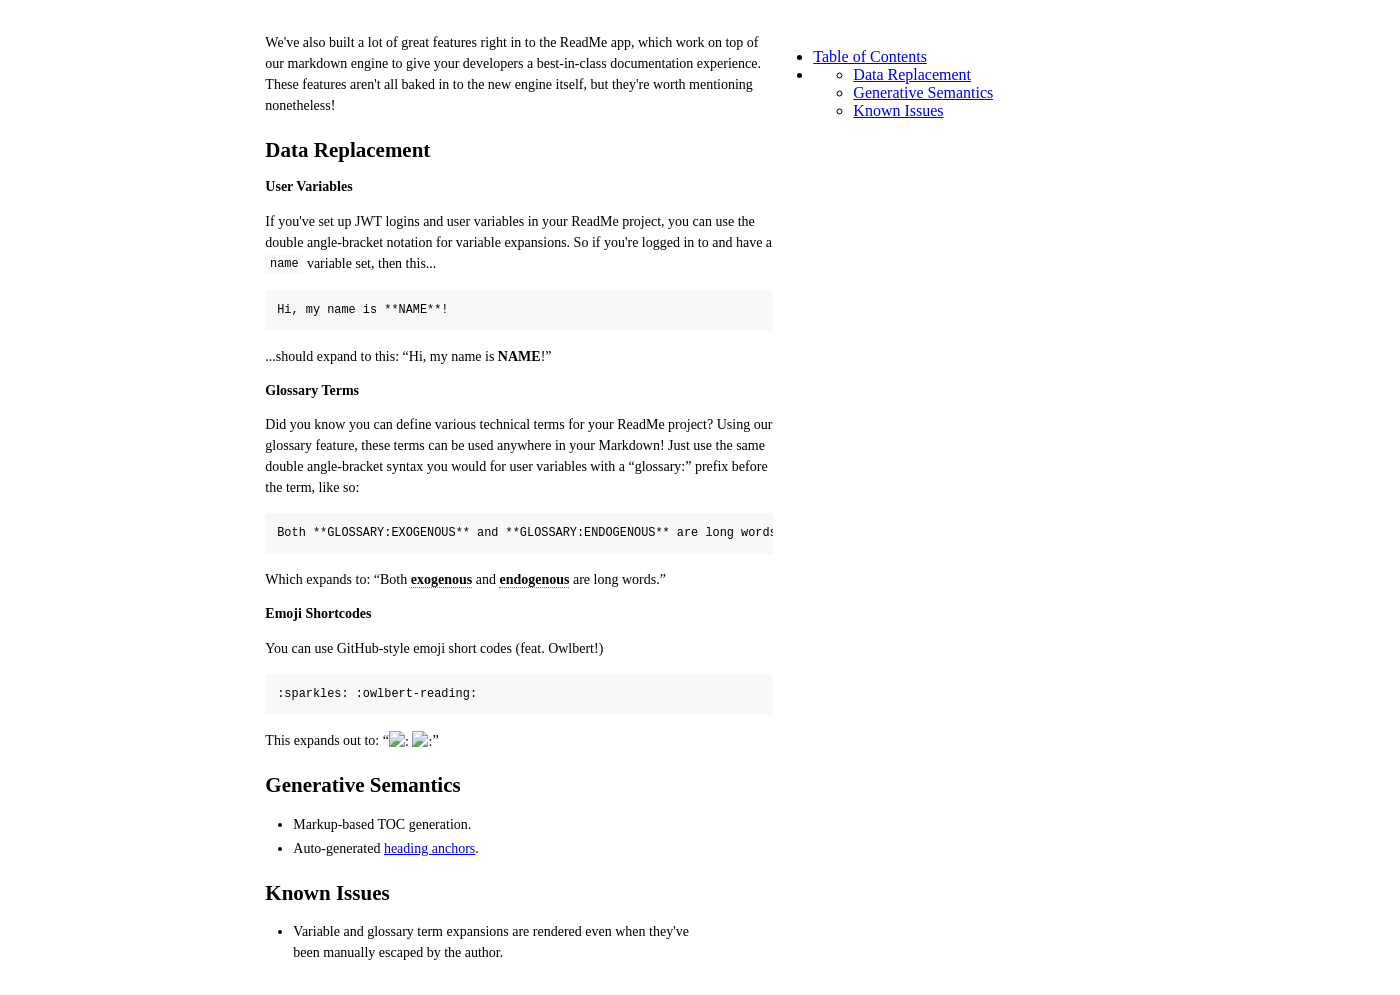 We've also built a lot of great features right in to the ReadMe app, which work on top of
our markdown engine to give your developers a best-in-class documentation experience.
These features aren't all baked in to the new engine itself, but they're worth mentioning
nonetheless!
Data Replacement
User Variables
If you've set up JWT logins and user variables in your ReadMe project, you can use the
double angle-bracket notation for variable expansions. So if you're logged in to and have a
name variable set, then this...
Hi, my name is **NAME**!
...should expand to this: “Hi, my name is NAME!”
Glossary Terms
Did you know you can define various technical terms for your ReadMe project? Using our
glossary feature, these terms can be used anywhere in your Markdown! Just use the same
double angle-bracket syntax you would for user variables with a “glossary:” prefix before
the term, like so:
Both **GLOSSARY:EXOGENOUS** and **GLOSSARY:ENDOGENOUS** are long words
Which expands to: “Both exogenous and endogenous are long words.”
Emoji Shortcodes
You can use GitHub-style emoji short codes (feat. Owlbert!)
:sparkles: :owlbert-reading:
This expands out to: “: :”
Generative Semantics
Markup-based TOC generation.
Auto-generated heading anchors.
Known Issues
Variable and glossary term expansions are rendered even when they've
been manually escaped by the author.
Table of Contents
Data Replacement
Generative Semantics
Known Issues